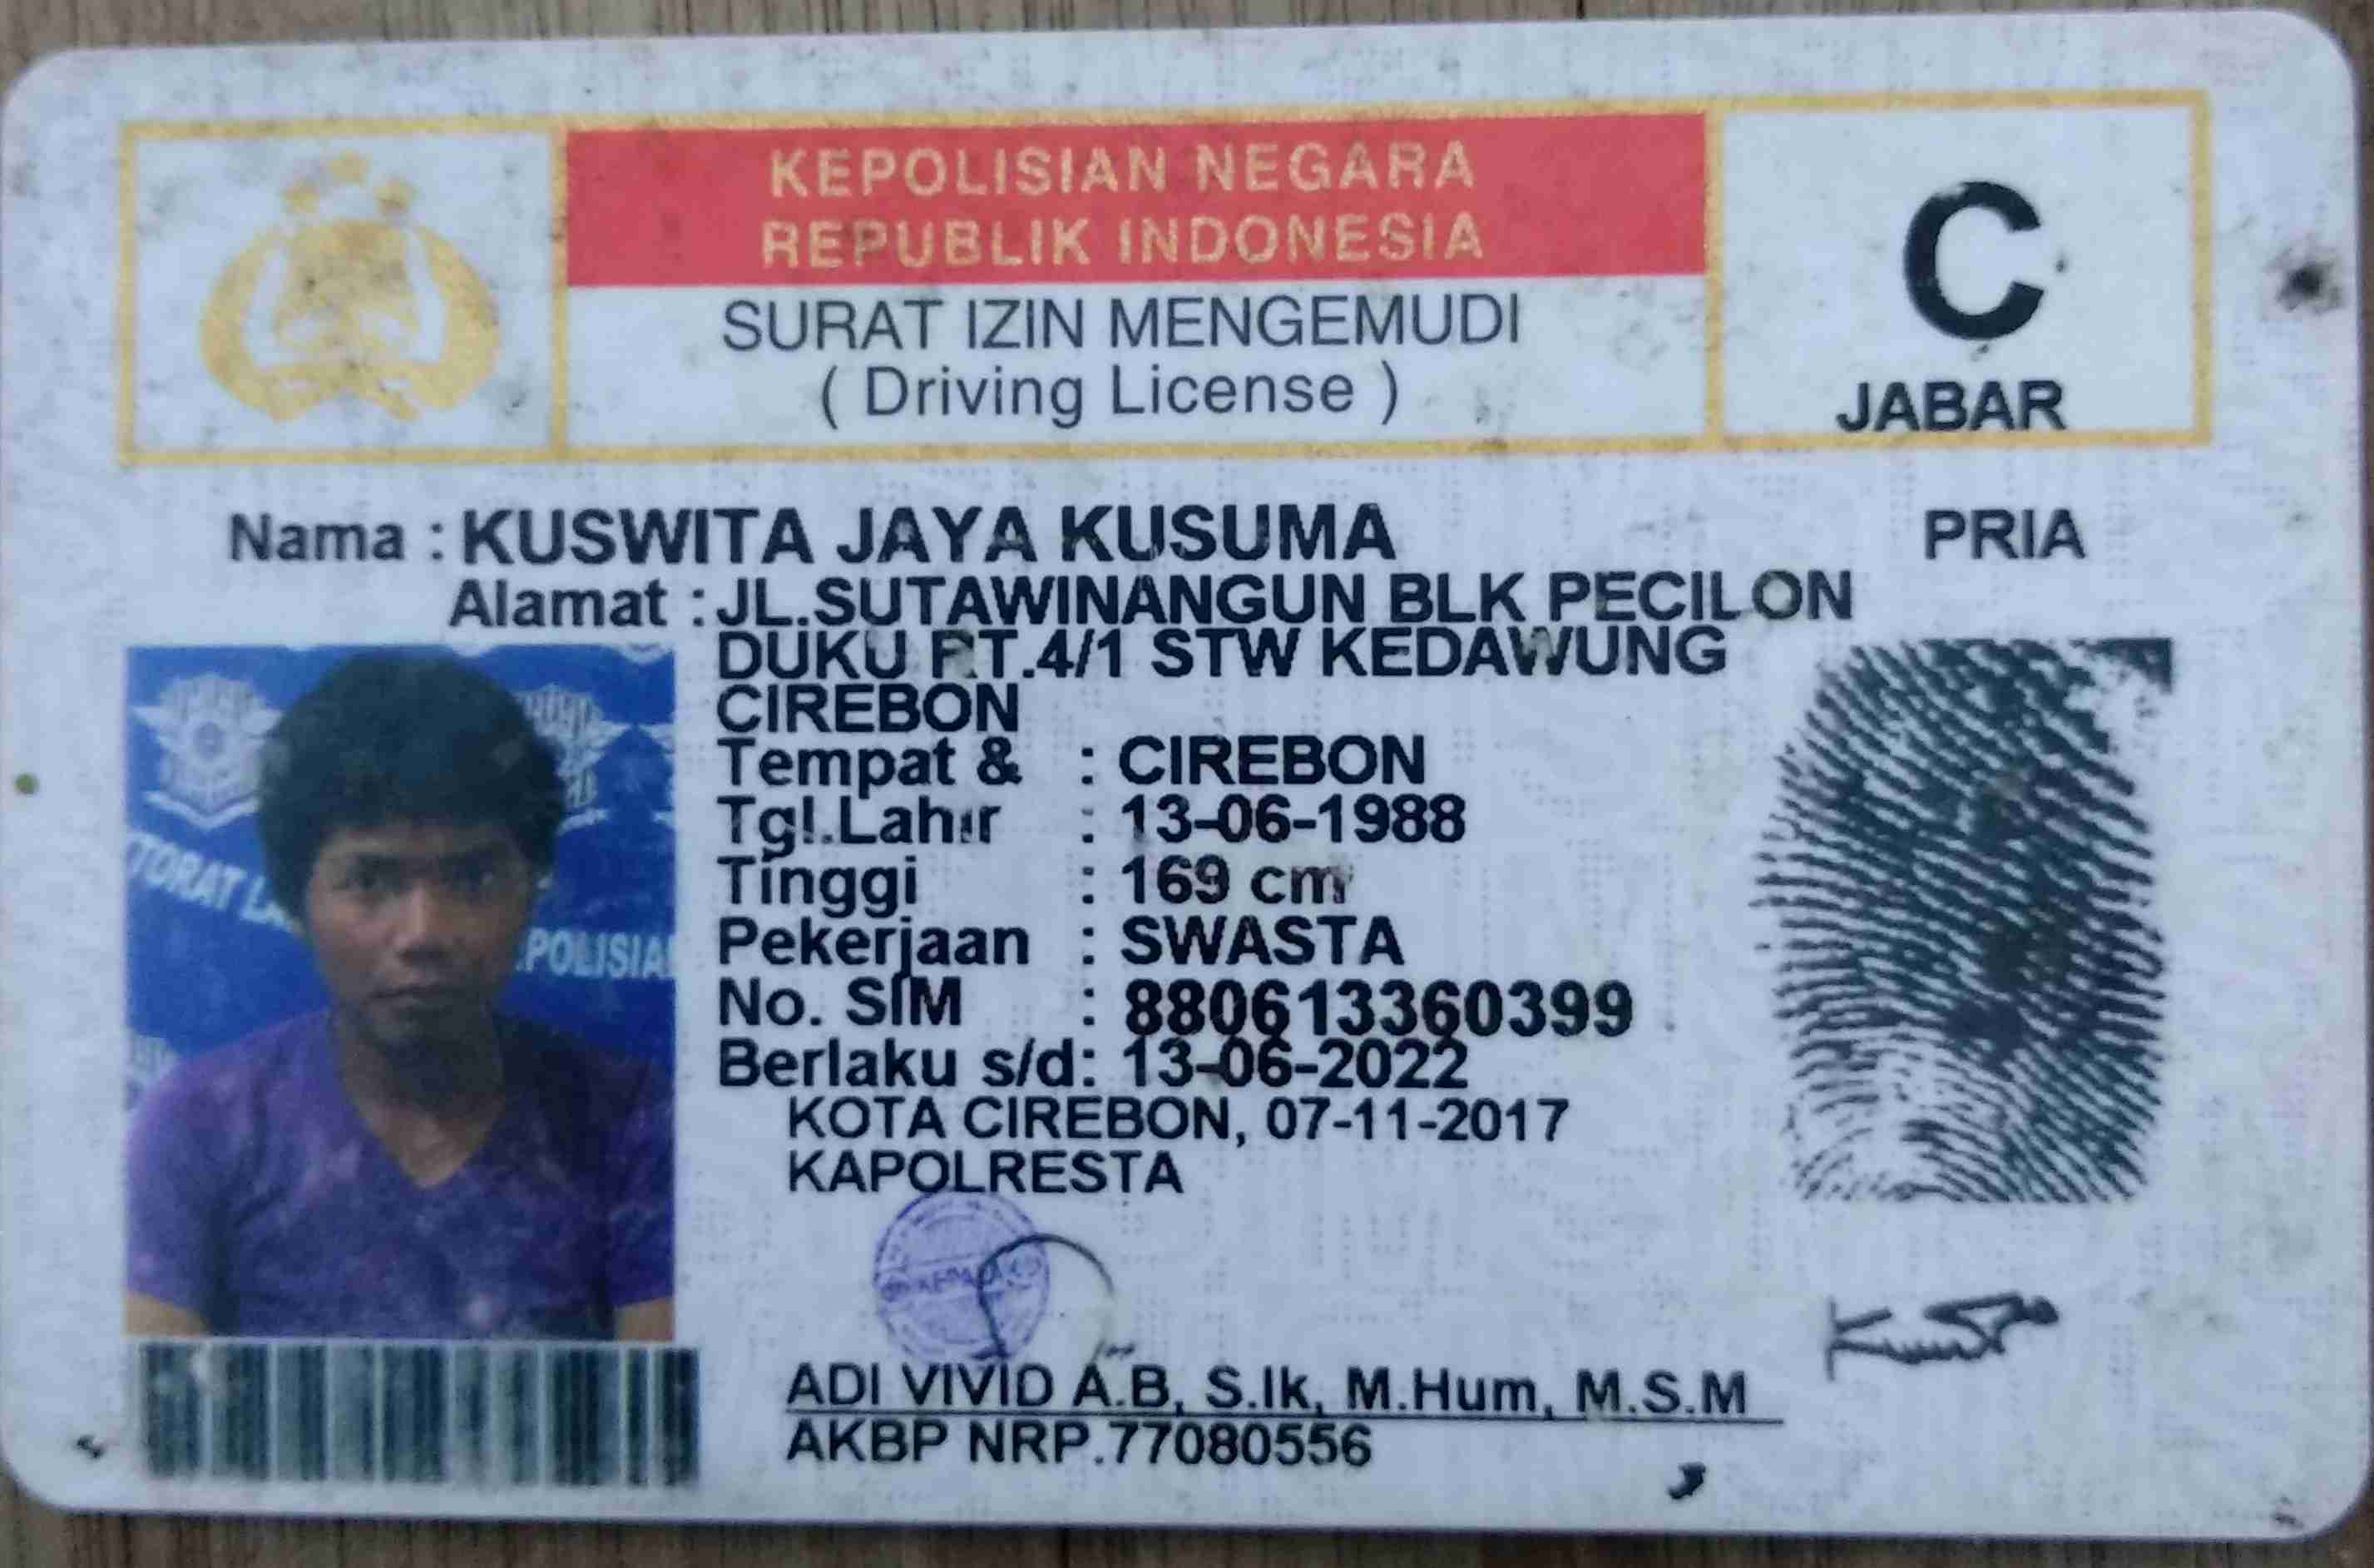 KEPOLISIAN NEGARA
REPUBLIK INDONESIA
SURAT IZIN MENGEMUDI
( Driving License )
C
JABAR
Nama : KUSWITA JAYA KUSUMA
PRIA
Alamat : JL.SUTAWINANGUN BLK PECILON
DUKU RT.4/1 STW KEDAWUNG
CIREBON
Tempat & : CIREBON
Tgl.Lahir : 13-06-1988
Tinggi : 169 cm
Pekerjaan : SWASTA
No. SIM : 880613360399
Berlaku s/d: 13-06-2022
KOTA CIREBON, 07-11-2017
KAPOLRESTA
ADI VIVID A.B, S.Ik, M.Hum, M.S.M
AKBP NRP.77080556